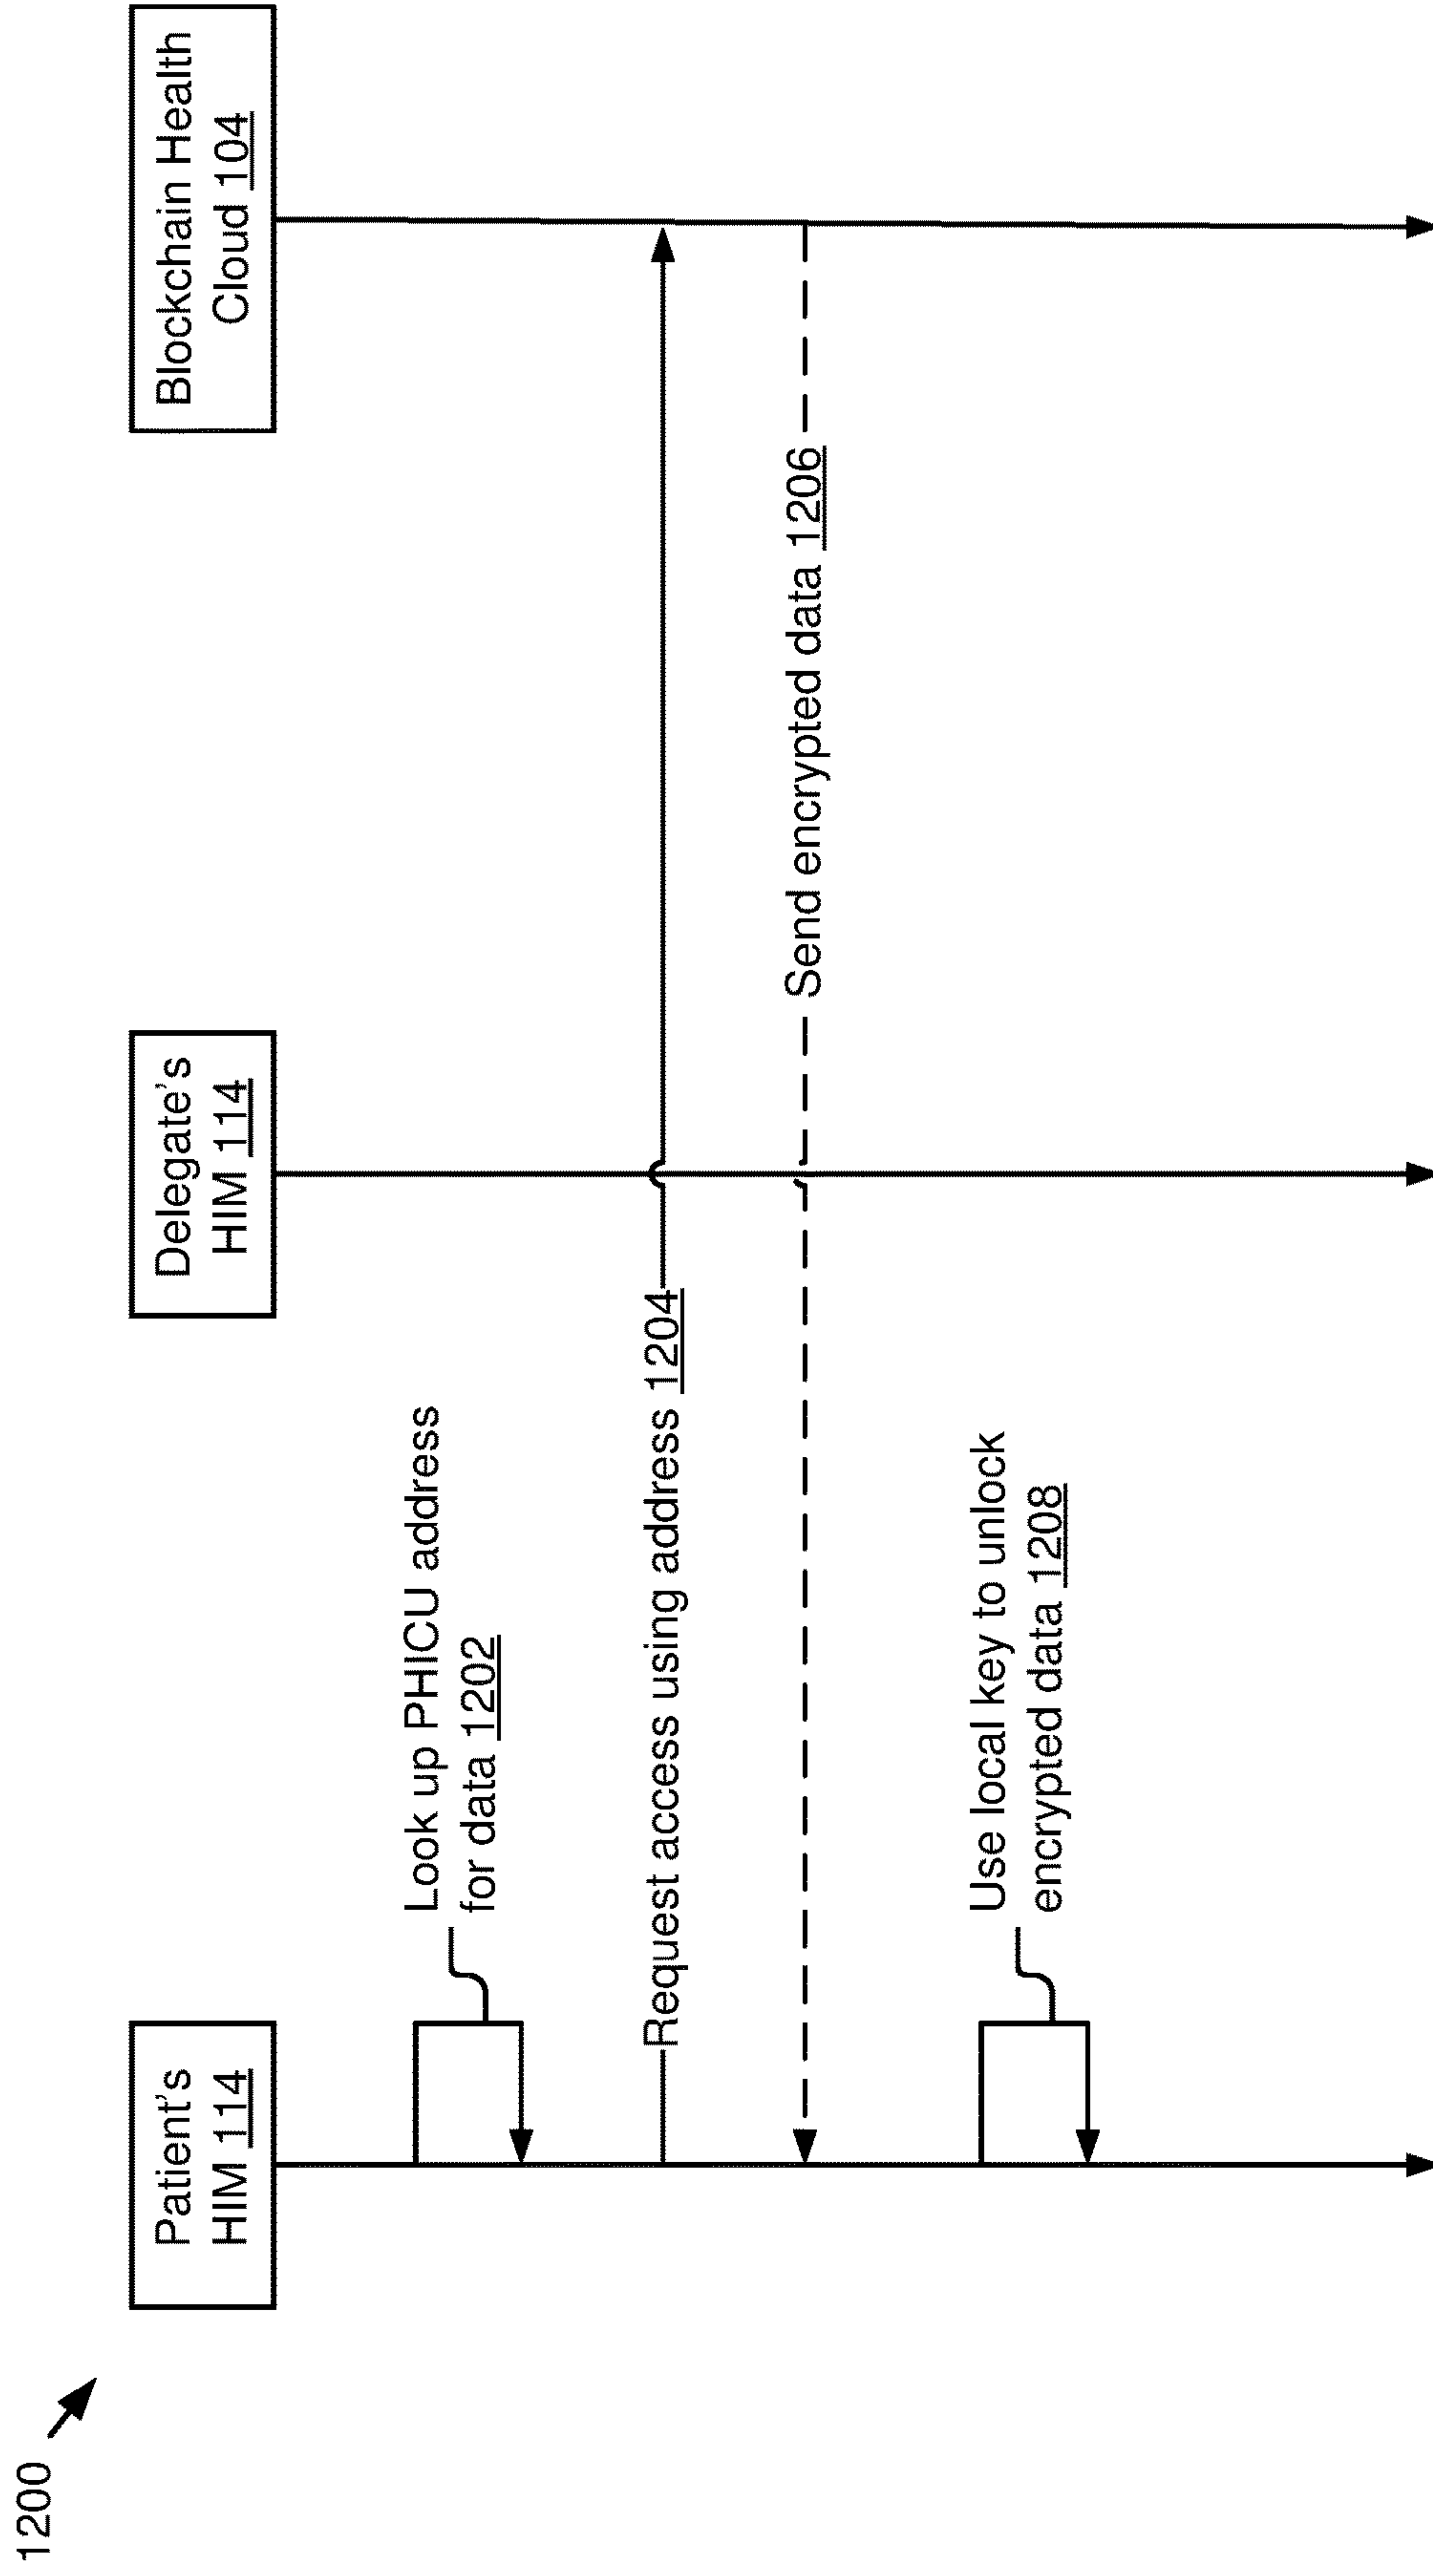 1200
Patient's
HIM 114
Delegate's
HIM 114
Blockchain Health
Cloud 104
Look up PHICU address
for data 1202
Request access using address 1204
Send encrypted data 1206
Use local key to unlock
encrypted data 1208